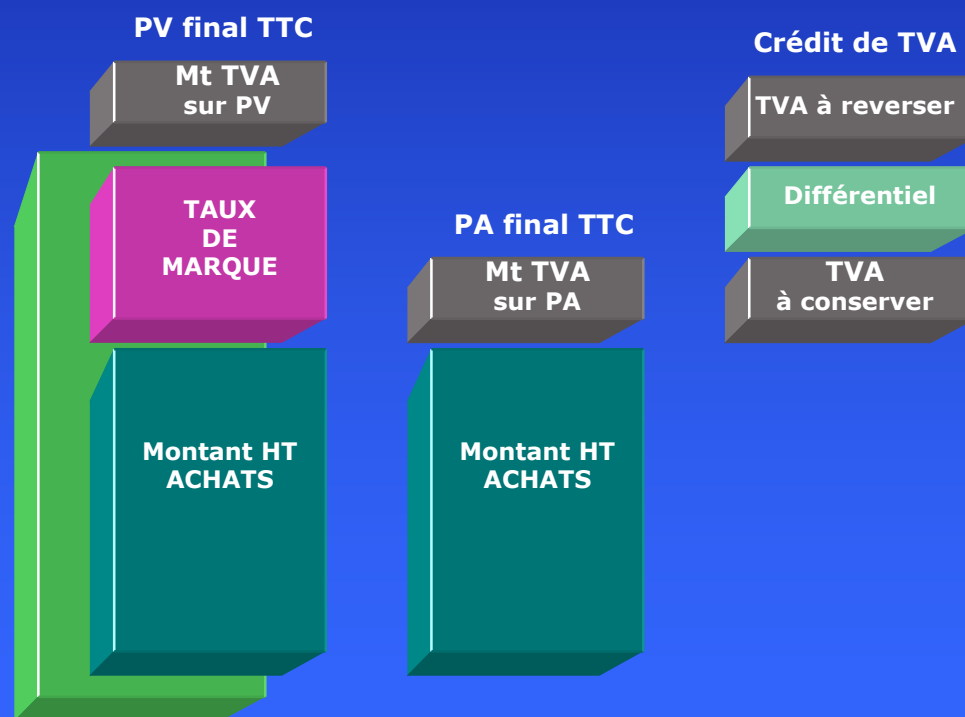 PV final TTC
Mt TVA
sur PV
TAUX
DE
MARQUE
Montant HT
ACHATS
PA final TTC
Mt TVA
sur PA
Montant HT
ACHATS
Crédit de TVA
TVA à reverser
Différentiel
TVA
à conserver